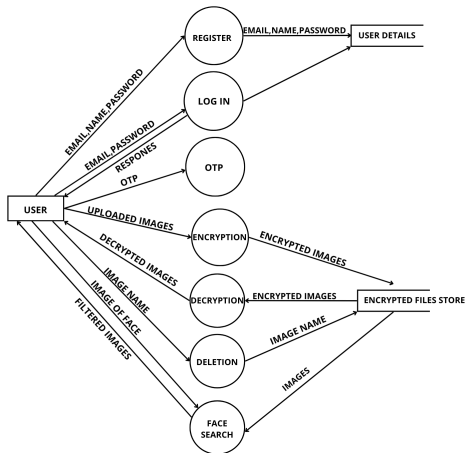 REGISTER
EMAIL,NAME,PASSWORD
USER DETAILS
EMAIL,NAME,PASSWORD
LOG IN
EMAIL,PASSWORD
RESPONES
OTP
OTP
USER
UPLOADED IMAGES
ENCRYPTION
ENCRYPTED IMAGES
DECRYPTED IMAGES
DECRYPTION
ENCRYPTED IMAGES
ENCRYPTED FILES STORE
IMAGE NAME
IMAGE OF FACE
FILTERED IMAGES
DELETION
IMAGE NAME
IMAGES
FACE
SEARCH